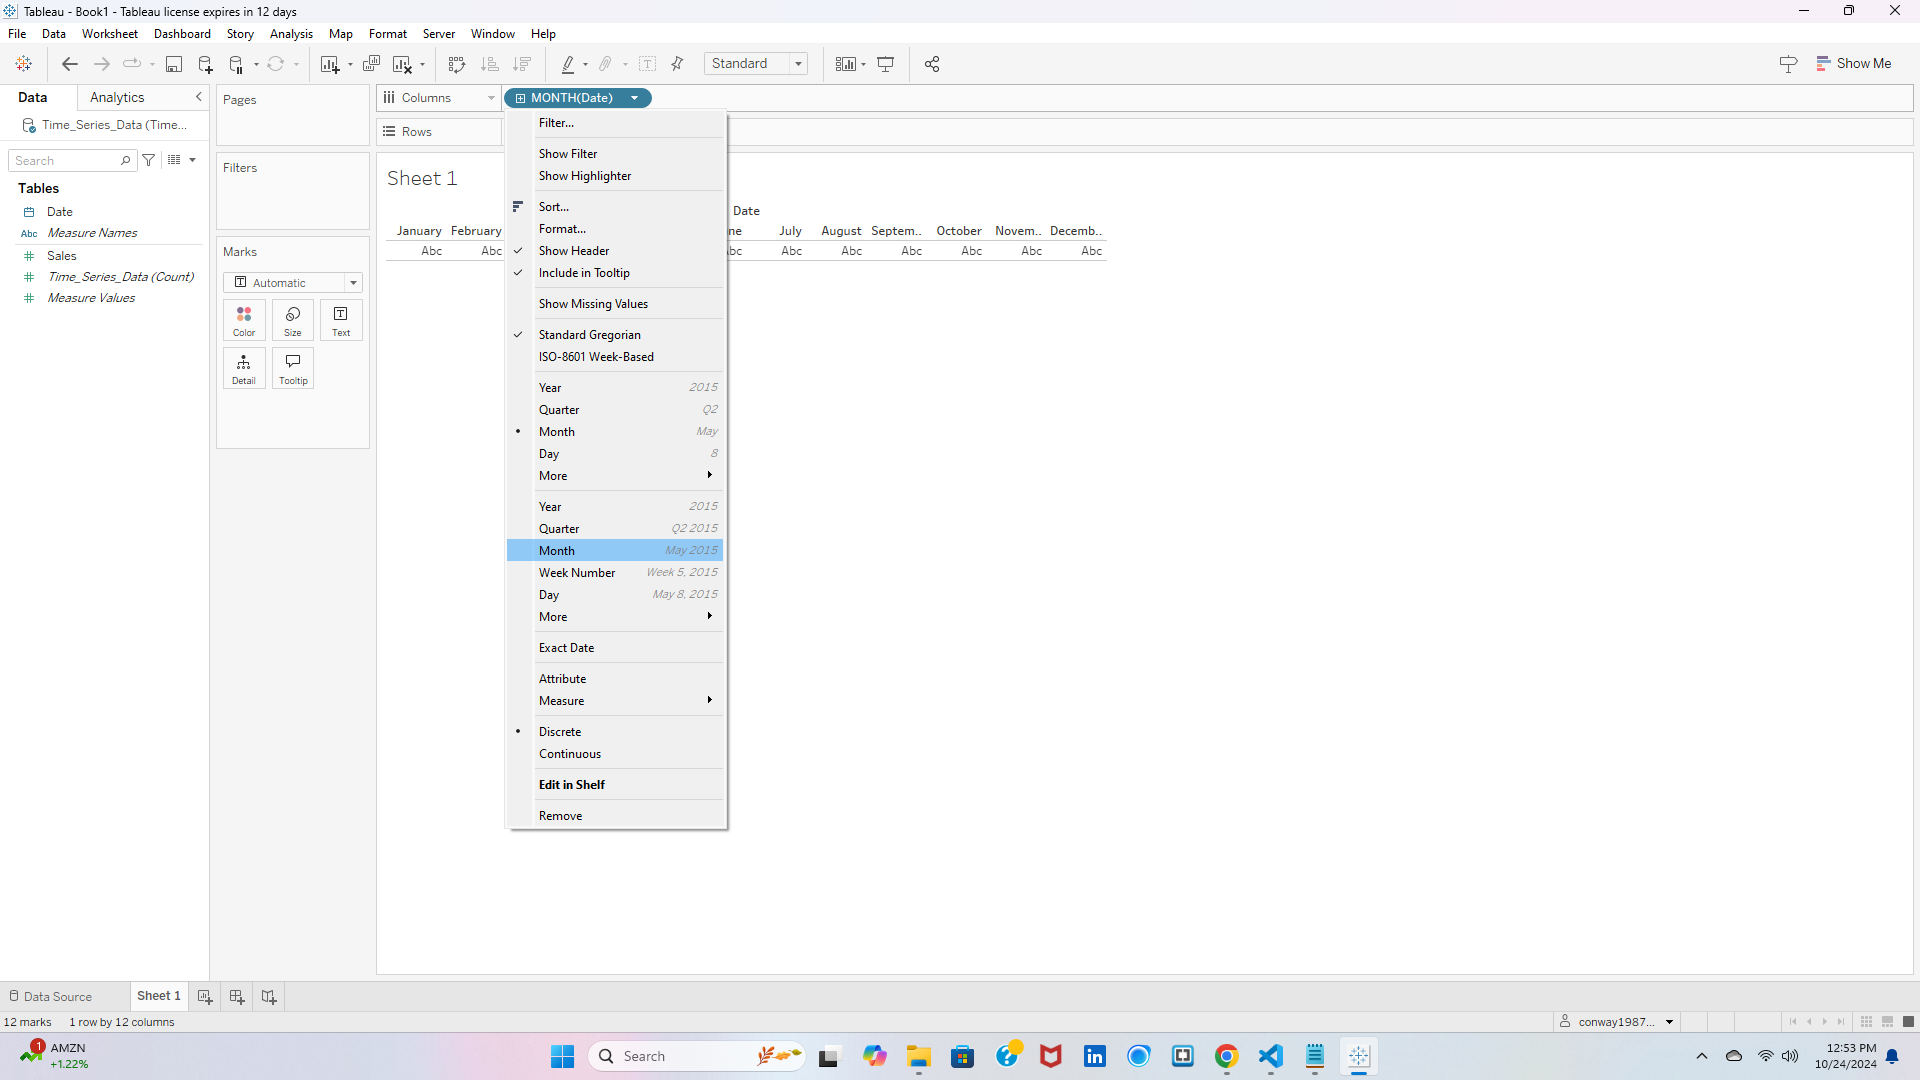 Tableau - Book1 - Tableau license expires in 12 days
File Data Worksheet Dashboard Story Analysis Map Format Server Window Help
Standard
Show Me
Data Analytics
Time_Series_Data (Time...
Search
Tables
Date
Abc Measure Names
Sales
Time_Series_Data (Count)
Measure Values
Pages
Filters
Marks
Automatic
Color Size Text
Detail Tooltip
Columns MONTH(Date)
Rows
Sheet 1
Date
January February ne July August Septem.. October Novem.. Decemb..
Abc Abc bc Abc Abc Abc Abc Abc Abc
Filter...
Show Filter
Show Highlighter
Sort...
Format...
Show Header
Include in Tooltip
Show Missing Values
Standard Gregorian
ISO-8601 Week-Based
Year 2015
Quarter Q2
Month May
Day 8
More
Year 2015
Quarter Q2 2015
Month May 2015
Week Number Week 5, 2015
Day May 8, 2015
More
Exact Date
Attribute
Measure
Discrete
Continuous
Edit in Shelf
Remove
Data Source Sheet 1
12 marks 1 row by 12 columns
conway1987...
1
AMZN
+1.22%
Search
12:53 PM
10/24/2024